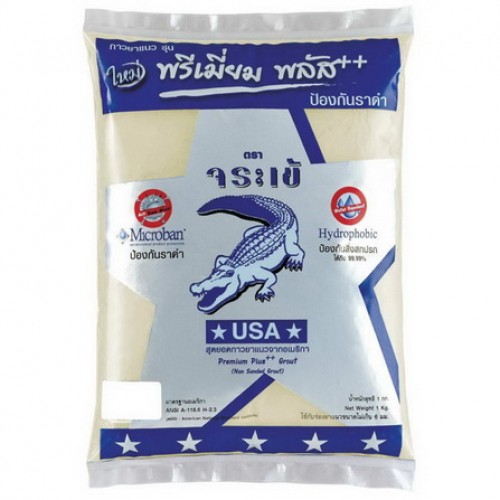 กาวยาแนว รุ่น
ใหม่ พรีเมี่ยม พลัส++
ป้องกันราดำ
ตรา
จระเข้
Microban
ป้องกันราดำ
Hydrophobic
ป้องกันสิ่งสกปรก
ได้ถึง 99.99%
★ USA ★
สุดยอดกาวยาแนวจากอเมริกา
Premium Plus++ Grout
(Non Sanded Grout)
มาตรฐานอเมริกา
ANSI A-118.6 H-2.3
น้ำหนักสุทธิ 1 กก.
Net Weight 1 Kg.